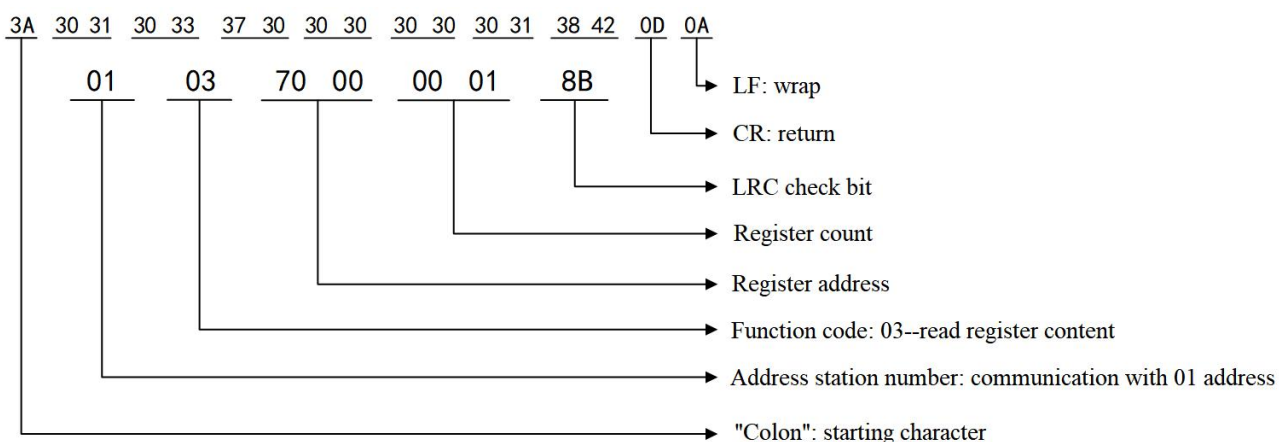 3A 30 31 30 33 37 30 30 30 30 30 30 31 38 42 0D 0A
01 03 70 00 00 01 8B
LF: wrap
CR: return
LRC check bit
Register count
Register address
Function code: 03--read register content
Address station number: communication with 01 address
"Colon": starting character